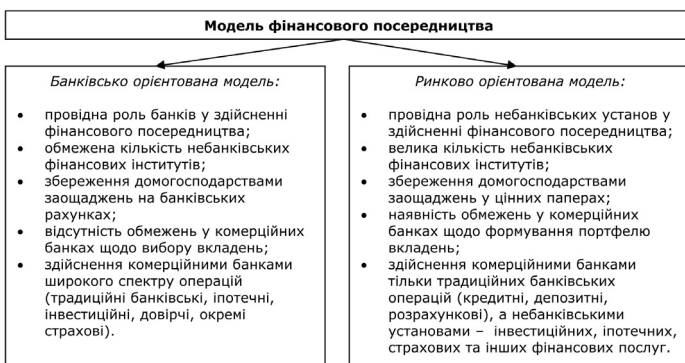 Модель фінансового посередництва
Банківсько орієнтована модель:
• провідна роль банків у здійсненні
фінансового посередництва;
• обмежена кількість небанківських
фінансових інститутів;
• збереження домогосподарствами
заощаджень на банківських
рахунках;
• відсутність обмежень у комерційних
банках щодо вибору вкладень;
• здійснення комерційними банками
широкого спектру операцій
(традиційні банківські, іпотечні,
інвестиційні, довірчі, окремі
страхові).
Ринково орієнтована модель:
• провідна роль небанківських установ у
здійсненні фінансового посередництва;
• велика кількість небанківських
фінансових інститутів;
• збереження домогосподарствами
заощаджень у цінних паперах;
• наявність обмежень у комерційних
банках щодо формування портфелю
вкладень;
• здійснення комерційними банками
тільки традиційних банківських
операцій (кредитні, депозитні,
розрахункові), а небанківськими
установами – інвестиційних, іпотечних,
страхових та інших фінансових послуг.